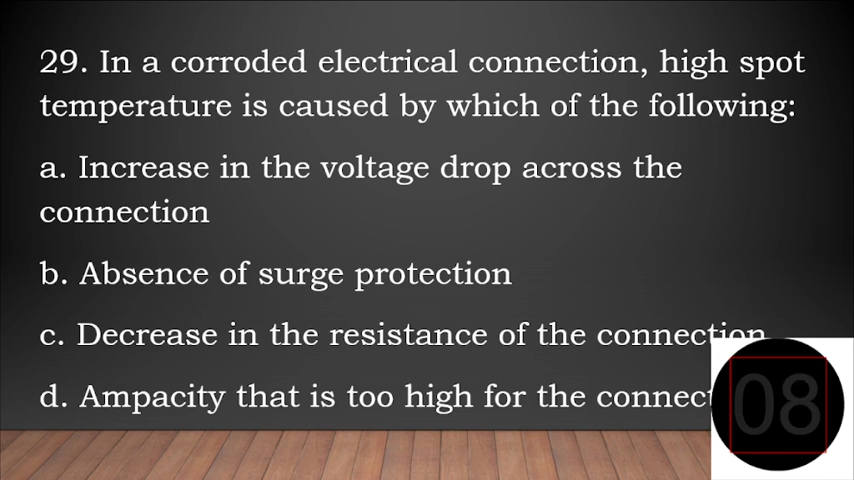 29. In a corroded electrical connection, high spot
temperature is caused by which of the following:
a. Increase in the voltage drop across the
connection
b. Absence of surge protection
c. Decrease in the resistance of the connection
d. Ampacity that is too high for the
08